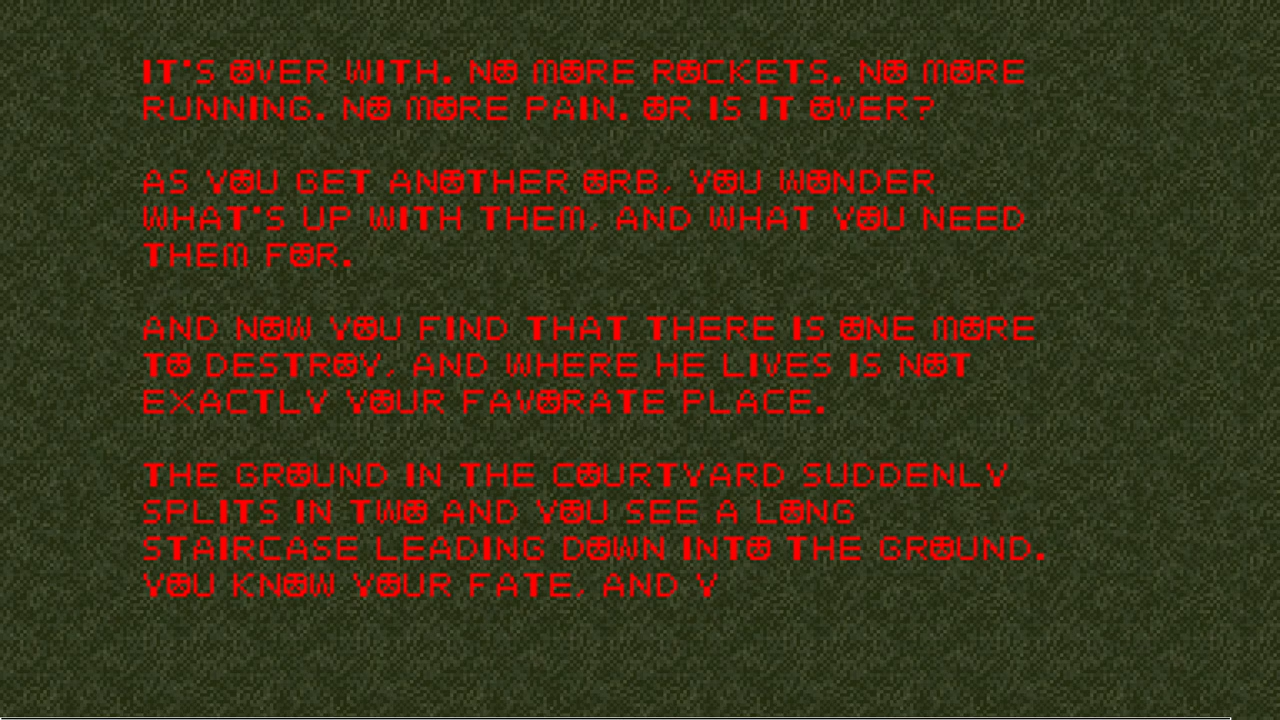 IT'S OVER WITH. NO MORE ROCKETS. NO MORE
RUNNING. NO MORE PAIN. OR IS IT OVER?
AS YOU GET ANOTHER ORB, YOU WONDER
WHAT'S UP WITH THEM, AND WHAT YOU NEED
THEM FOR.
AND NOW YOU FIND THAT THERE IS ONE MORE
TO DESTROY, AND WHERE HE LIVES IS NOT
EXACTLY YOUR FAVORATE PLACE.
THE GROUND IN THE COURTYARD SUDDENLY
SPLITS IN TWO AND YOU SEE A LONG
STAIRCASE LEADING DOWN INTO THE GROUND.
YOU KNOW YOUR FATE, AND Y